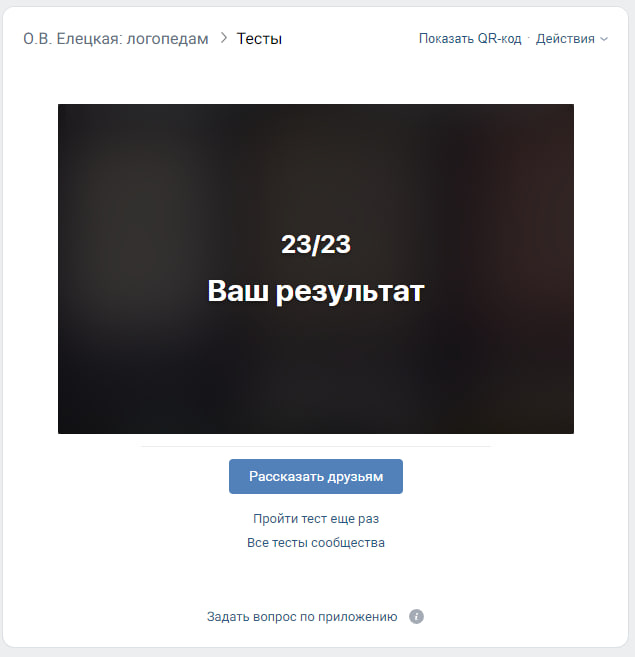 О.В. Елецкая: логопедам > Тесты Показать QR-код · Действия
23/23
Ваш результат
Рассказать друзьям
Пройти тест еще раз
Все тесты сообщества
Задать вопрос по приложению i